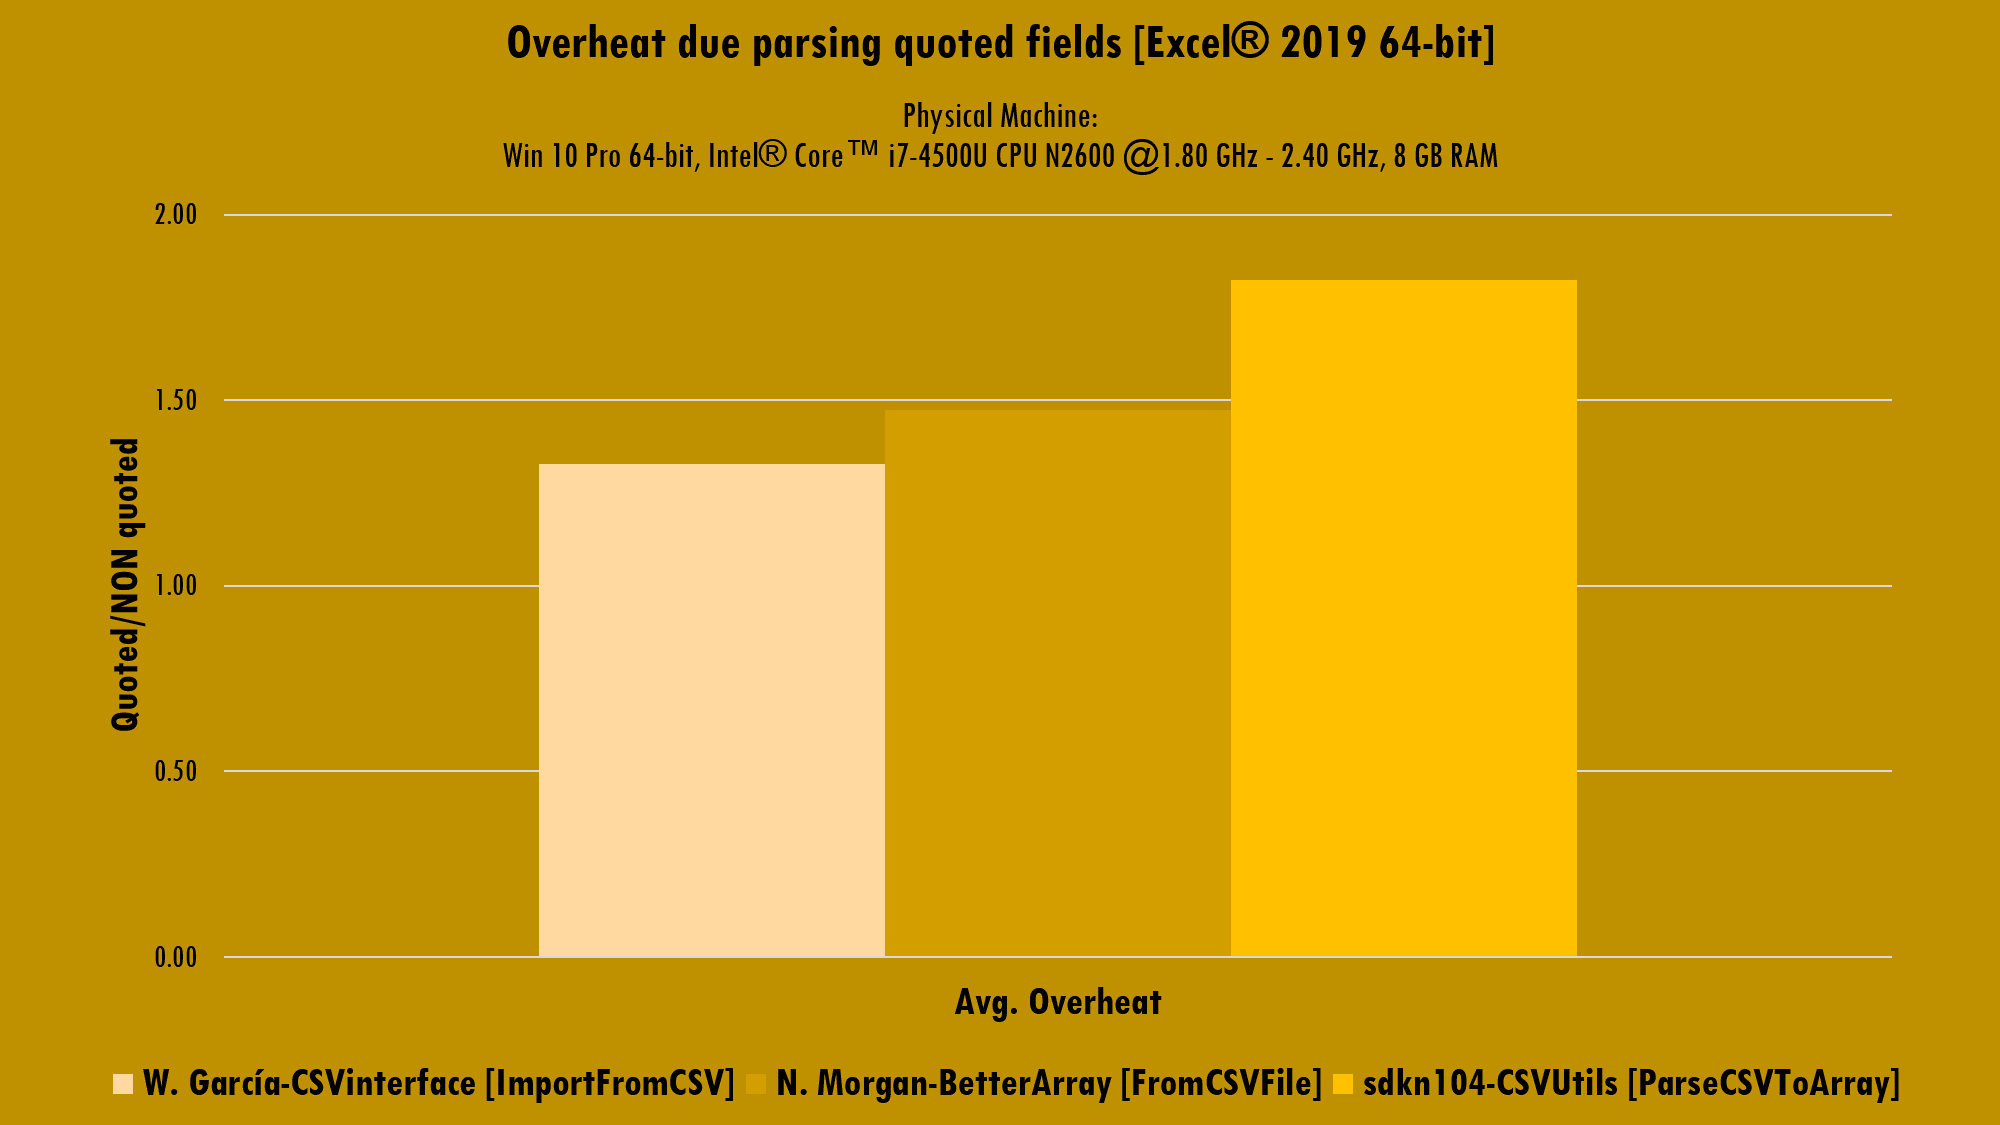 Overheat due parsing quoted fields [Excel® 2019 64-bit]
Physical Machine:
Win 10 Pro 64-bit, Intel® Core™ i7-4500U CPU N2600 @1.80 GHz - 2.40 GHz, 8 GB RAM
2.00
1.50
1.00
0.50
0.00
Quoted/NON quoted
Avg. Overheat
W. García-CSVinterface [ImportFromCSV] N. Morgan-BetterArray [FromCSVFile] sdkn104-CSVUtils [ParseCSVToArray]